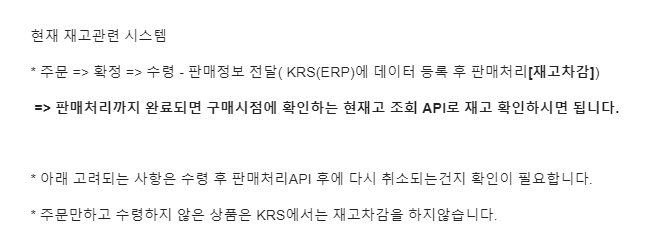 현재 재고관련 시스템
* 주문 => 확정 => 수령 - 판매정보 전달( KRS(ERP)에 데이터 등록 후 판매처리[재고차감])
=> 판매처리까지 완료되면 구매시점에 확인하는 현재고 조회 API로 재고 확인하시면 됩니다.
* 아래 고려되는 사항은 수령 후 판매처리API 후에 다시 취소되는건지 확인이 필요합니다.
* 주문만하고 수령하지 않은 상품은 KRS에서는 재고차감을 하지않습니다.